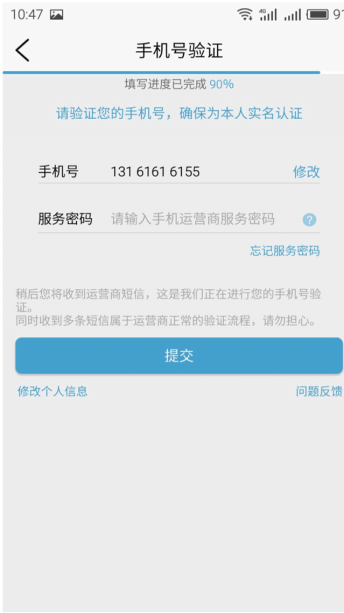 10:47
4G
手机号验证
填写进度已完成 90%
请验证您的手机号，确保为本人实名认证
手机号 131 6161 6155 修改
服务密码 请输入手机运营商服务密码 ?
忘记服务密码
稍后您将收到运营商短信，这是我们正在进行您的手机号验
证。
同时收到多条短信属于运营商正常的验证流程，请勿担心。
提交
修改个人信息 问题反馈